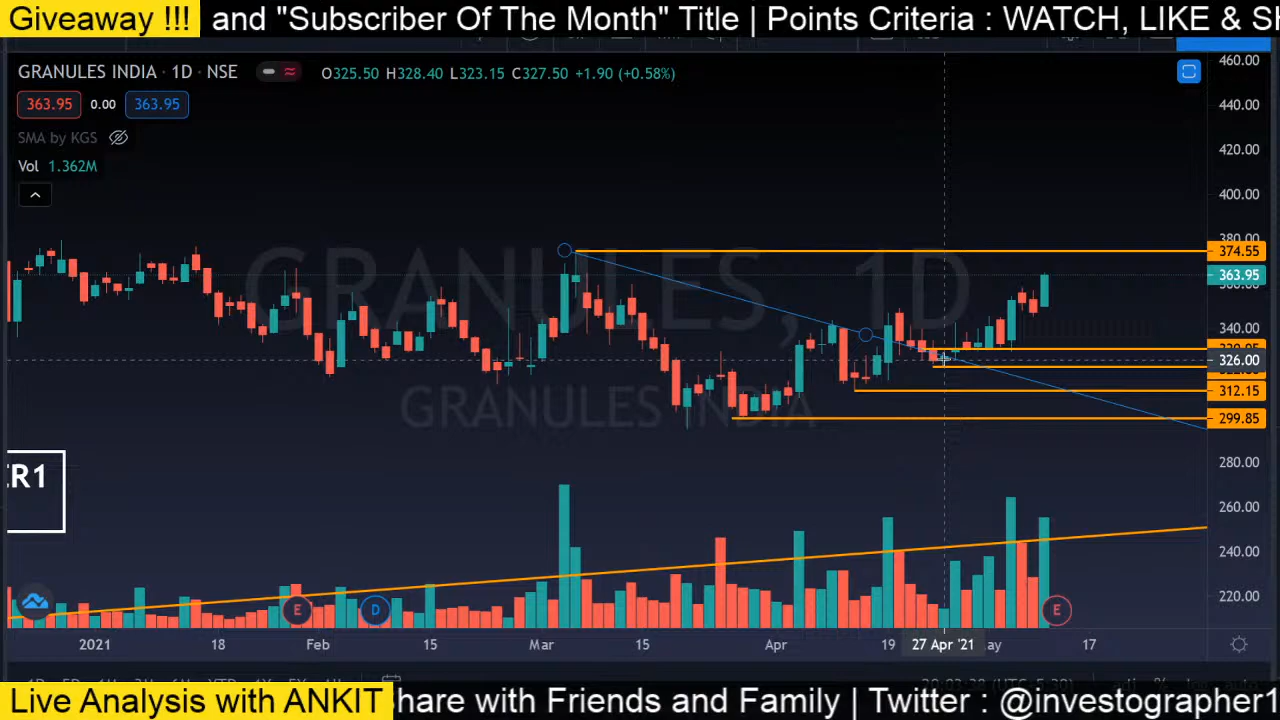 Giveaway !!! and "Subscriber Of The Month" Title | Points Criteria : WATCH, LIKE & SH
GRANULES INDIA · 1D · NSE O325.50 H328.40 L323.15 C327.50 +1.90 (+0.58%)
363.95 0.00 363.95
SMA by KGS
Vol 1.362M
GRANULES, 1D
GRANULES INDIA
460.00
440.00
420.00
400.00
380.00
374.55
363.95
360.00
340.00
326.00
312.15
299.85
280.00
260.00
240.00
220.00
ER1
E D E
2021 18 Feb 15 Mar 15 Apr 19 27 Apr '21 ay 17
Live Analysis with ANKIT hare with Friends and Family | Twitter : @investographer1